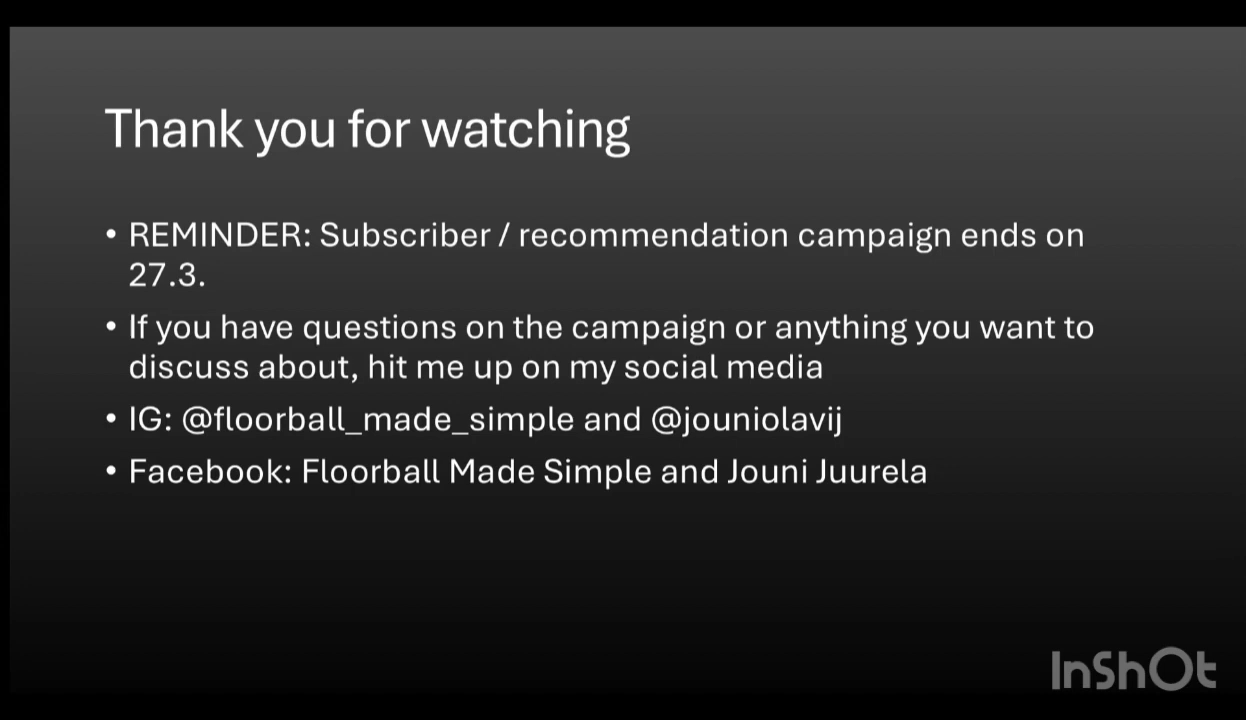 Thank you for watching
• REMINDER: Subscriber / recommendation campaign ends on
27.3.
• If you have questions on the campaign or anything you want to
discuss about, hit me up on my social media
• IG: @floorball_made_simple and @jouniolavij
• Facebook: Floorball Made Simple and Jouni Juurela
InShOt